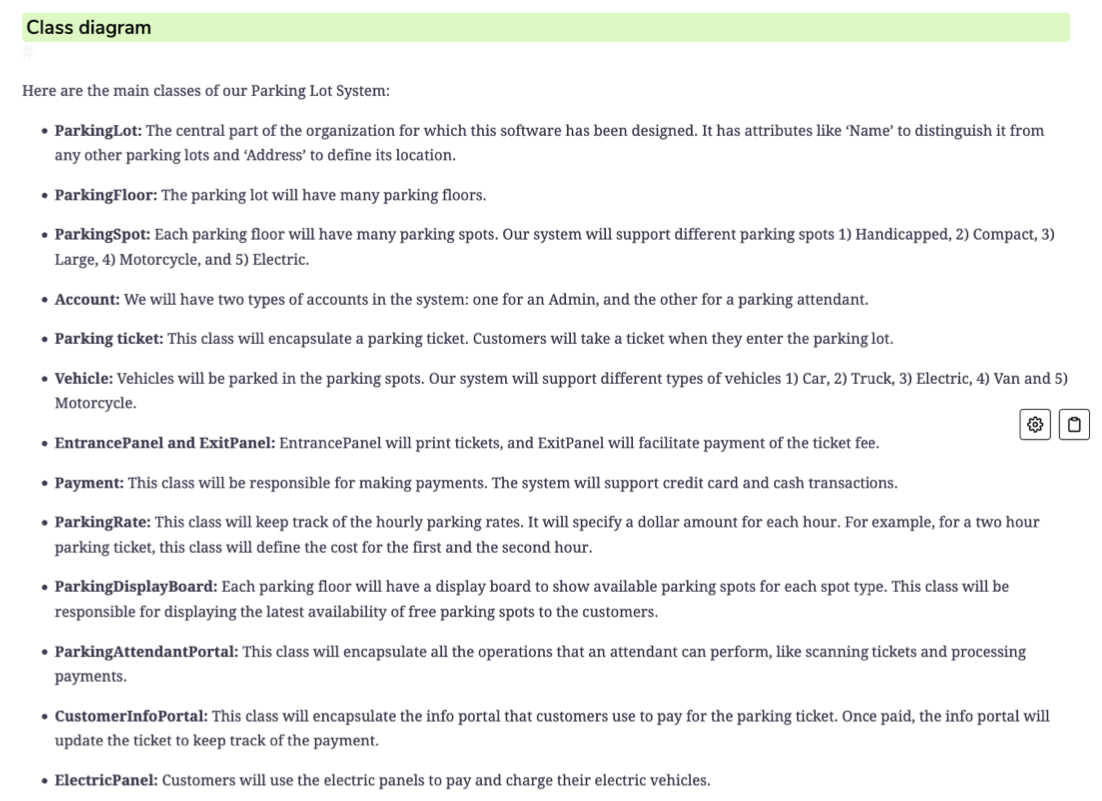 Class diagram
#
Here are the main classes of our Parking Lot System:
• ParkingLot: The central part of the organization for which this software has been designed. It has attributes like ‘Name’ to distinguish it from
any other parking lots and ‘Address’ to define its location.
• ParkingFloor: The parking lot will have many parking floors.
• ParkingSpot: Each parking floor will have many parking spots. Our system will support different parking spots 1) Handicapped, 2) Compact, 3)
Large, 4) Motorcycle, and 5) Electric.
• Account: We will have two types of accounts in the system: one for an Admin, and the other for a parking attendant.
• Parking ticket: This class will encapsulate a parking ticket. Customers will take a ticket when they enter the parking lot.
• Vehicle: Vehicles will be parked in the parking spots. Our system will support different types of vehicles 1) Car, 2) Truck, 3) Electric, 4) Van and 5)
Motorcycle.
• EntrancePanel and ExitPanel: EntrancePanel will print tickets, and ExitPanel will facilitate payment of the ticket fee.
• Payment: This class will be responsible for making payments. The system will support credit card and cash transactions.
• ParkingRate: This class will keep track of the hourly parking rates. It will specify a dollar amount for each hour. For example, for a two hour
parking ticket, this class will define the cost for the first and the second hour.
• ParkingDisplayBoard: Each parking floor will have a display board to show available parking spots for each spot type. This class will be
responsible for displaying the latest availability of free parking spots to the customers.
• ParkingAttendantPortal: This class will encapsulate all the operations that an attendant can perform, like scanning tickets and processing
payments.
• CustomerInfoPortal: This class will encapsulate the info portal that customers use to pay for the parking ticket. Once paid, the info portal will
update the ticket to keep track of the payment.
• ElectricPanel: Customers will use the electric panels to pay and charge their electric vehicles.